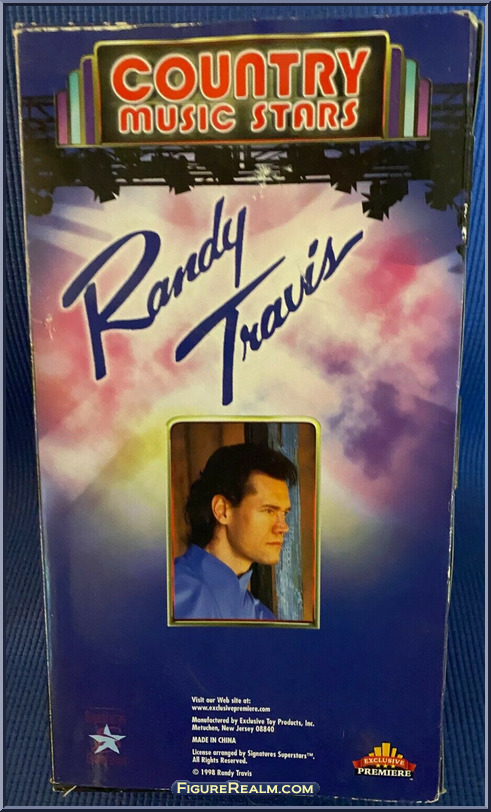 COUNTRY
MUSIC STARS
Randy
Travis
Visit our Web site at:
www.exclusivepremiere.com
Manufactured by Exclusive Toy Products, Inc.
Metuchen, New Jersey 08840
MADE IN CHINA
License arranged by Signatures Superstars™.
All Rights Reserved.
© 1998 Randy Travis
EXCLUSIVE
PREMIERE
FIGUREREALM.COM